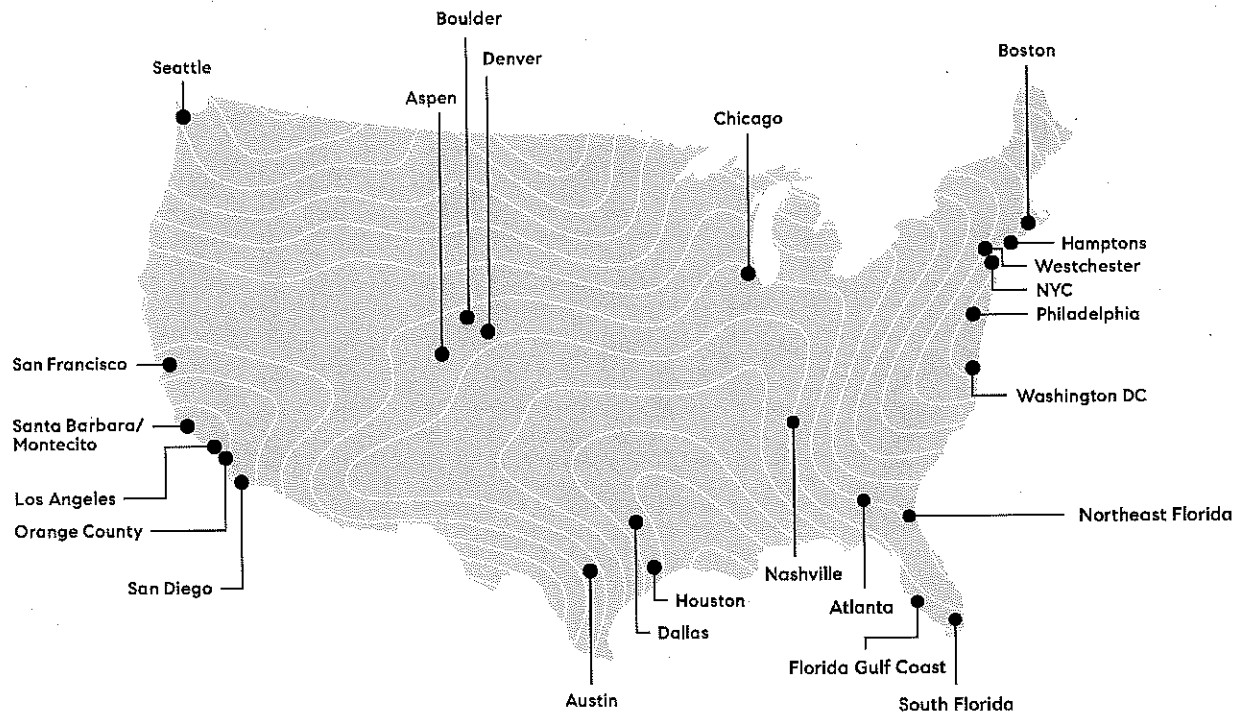 Boulder
Denver
Boston
Seattle
Aspen
Chicago
Hamptons
Westchester
NYC
Philadelphia
San Francisco
Washington DC
Santa Barbara/
Montecito
Los Angeles
Northeast Florida
Orange County
Nashville
San Diego
Houston
Atlanta
Dallas
Florida Gulf Coast
Austin
South Florida